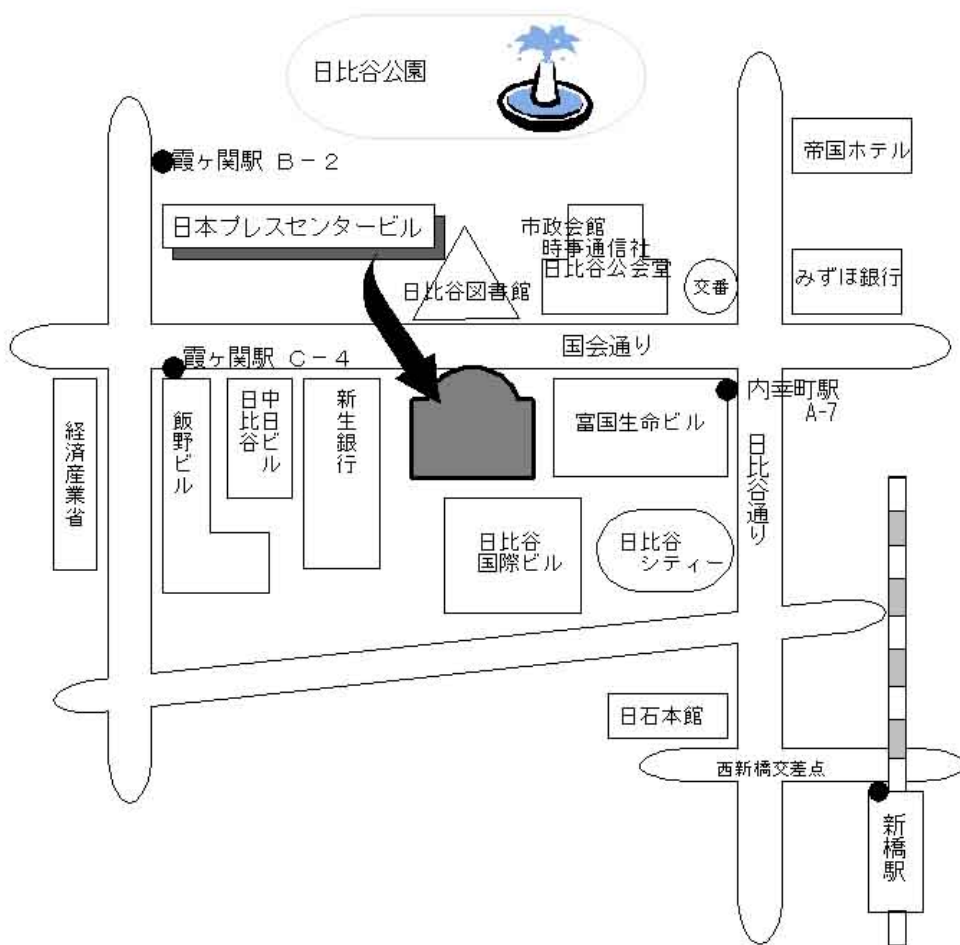 日比谷公園
霞ヶ関駅 B-2
帝国ホテル
日本プレスセンタービル
市政会館
時事通信社
日比谷公会堂
日比谷図書館
交番
みずほ銀行
国会通り
霞ヶ関駅 C-4
内幸町駅
A-7
経済産業省
飯野ビル
日比谷
中日ビル
新生銀行
富国生命ビル
日比谷通り
日比谷
国際ビル
日比谷
シティー
日石本館
西新橋交差点
新橋駅